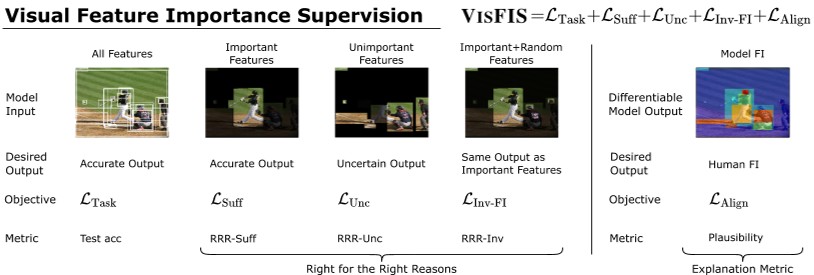 Visual Feature Importance Supervision
VISFIS = ℒTask + ℒSuff + ℒUnc + ℒInv-FI + ℒAlign
All Features
Important
Features
Unimportant
Features
Important+Random
Features
Model FI
Model
Input
Differentiable
Model Output
Desired
Output
Accurate Output
Accurate Output
Uncertain Output
Same Output as
Important Features
Desired
Output
Human FI
Objective
ℒTask
ℒSuff
ℒUnc
ℒInv-FI
Objective
ℒAlign
Metric
Test acc
RRR-Suff
RRR-Unc
RRR-Inv
Metric
Plausibility
Right for the Right Reasons
Explanation Metric